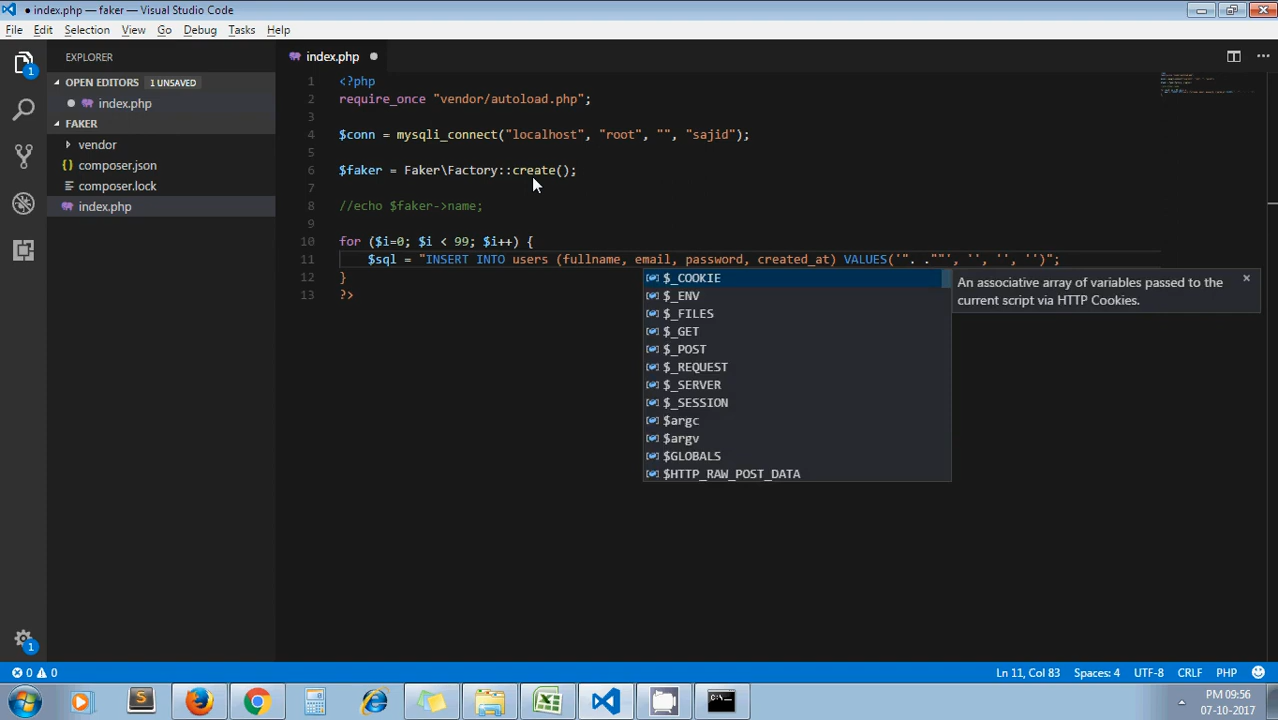 ● index.php — faker — Visual Studio Code
File Edit Selection View Go Debug Tasks Help
EXPLORER
OPEN EDITORS 1 UNSAVED
index.php
FAKER
vendor
composer.json
composer.lock
index.php
1
1
index.php
1 <?php
2 require_once "vendor/autoload.php";
3
4 $conn = mysqli_connect("localhost", "root", "", "sajid");
5
6 $faker = Faker\Factory::create();
7
8 //echo $faker->name;
9
10 for ($i=0; $i < 99; $i++) {
11 $sql = "INSERT INTO users (fullname, email, password, created_at) VALUES('". .""', '', '', '')";
12 }
13 ?>
$_COOKIE
$_ENV
$_FILES
$_GET
$_POST
$_REQUEST
$_SERVER
$_SESSION
$argc
$argv
$GLOBALS
$HTTP_RAW_POST_DATA
An associative array of variables passed to the
current script via HTTP Cookies.
0 0 Ln 11, Col 83 Spaces: 4 UTF-8 CRLF PHP
PM 09:56
07-10-2017